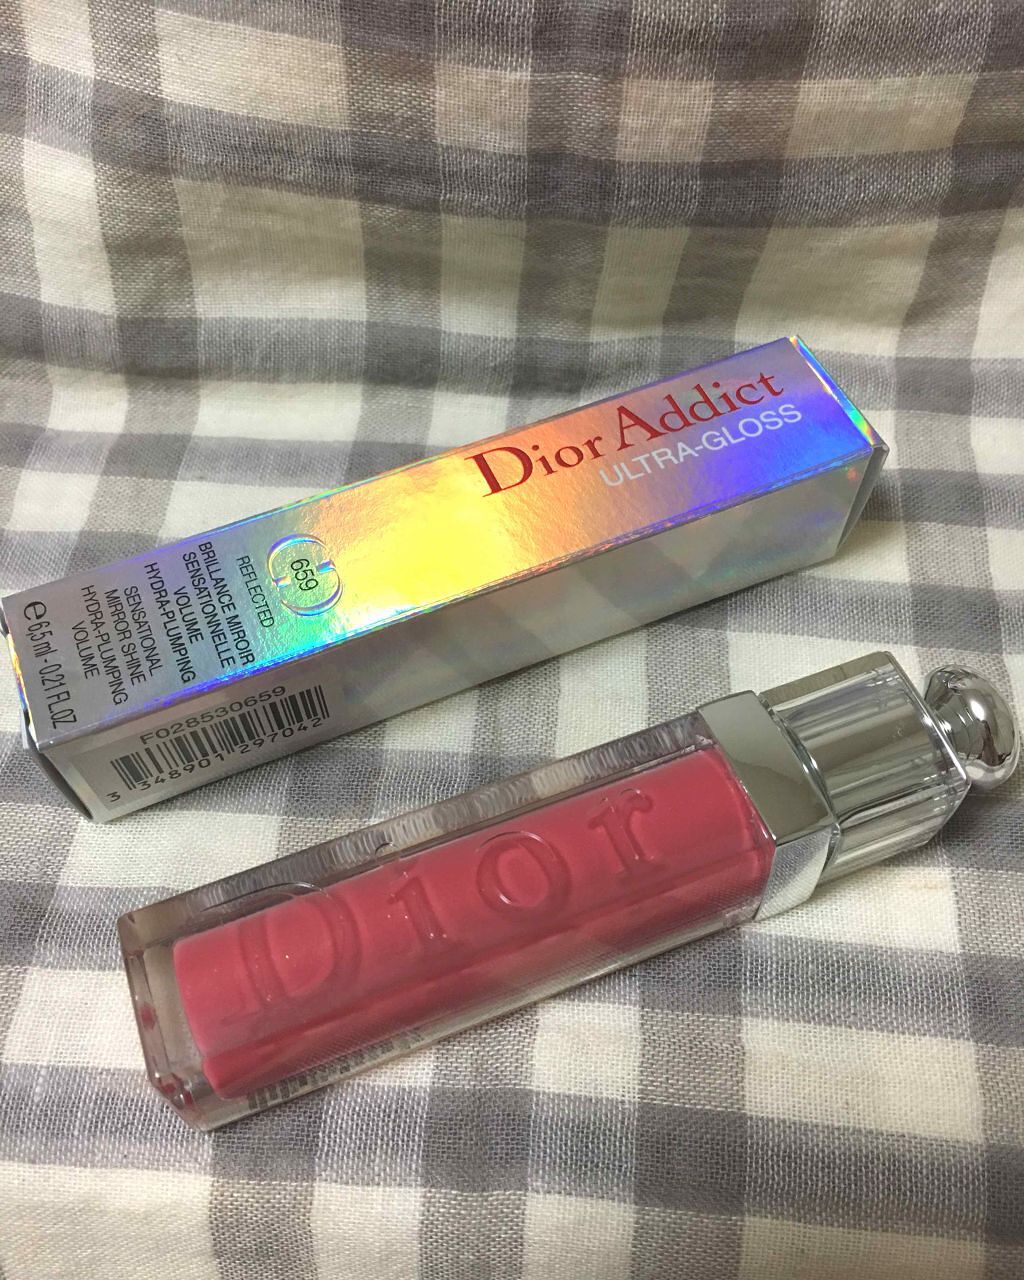 Dior Addict
ULTRA-GLOSS
659
REFLECTED
BRILLANCE MIROIR
SENSATIONNELLE
VOLUME
HYDRA-PLUMPING
SENSATIONAL
MIRROR SHINE
HYDRA-PLUMPING
VOLUME
e 6,5 ml - 0.21 FL.OZ
F028530659
3 348901 297042
Dior